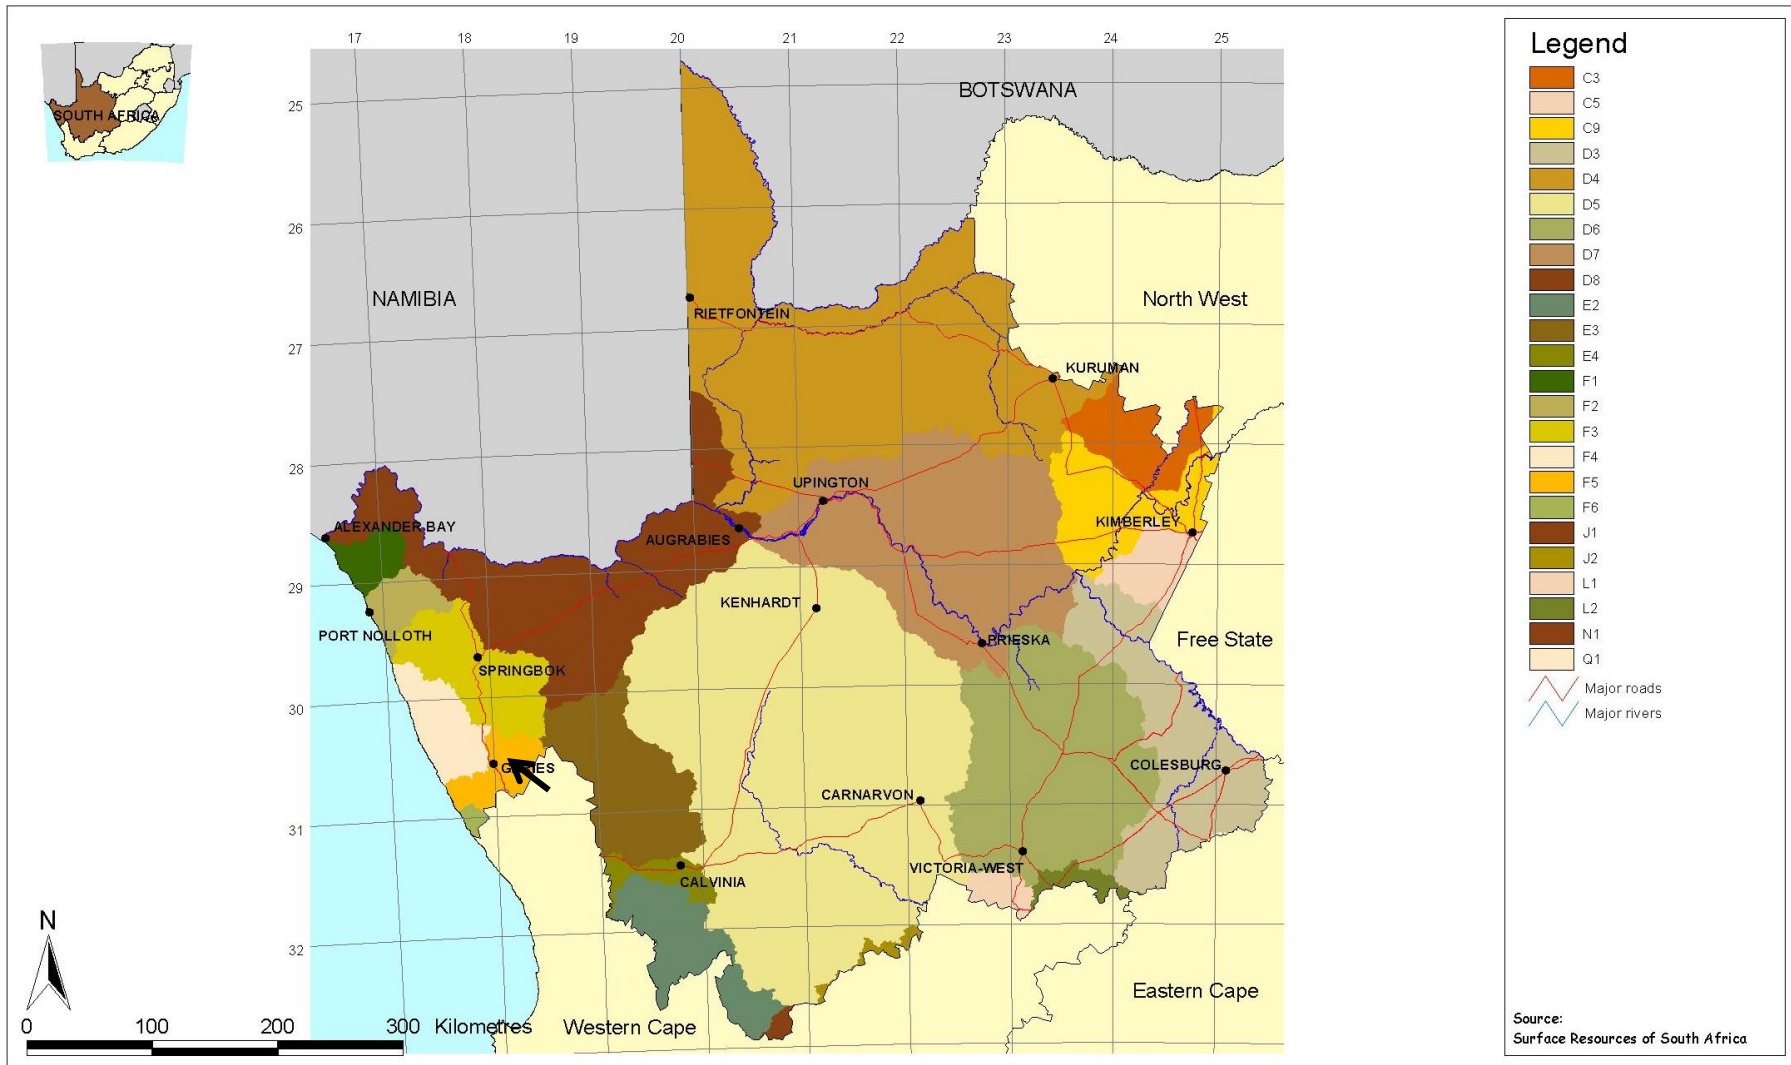 17 18 19 20 21 22 23 24 25
25
26
27
28
29
30
31
32
SOUTH AFRICA
BOTSWANA
NAMIBIA
North West
RIETFONTEIN
KURUMAN
UPINGTON
KIMBERLEY
ALEXANDER BAY
AUGRABIES
KENHARDT
PORT NOLLOTH
PRIESKA
Free State
SPRINGBOK
COLESBURG
CARNARVON
VICTORIA-WEST
CALVINIA
Eastern Cape
Western Cape
N
0 100 200 300 Kilometres
Legend
C3
C5
C9
D3
D4
D5
D6
D7
D8
E2
E3
E4
F1
F2
F3
F4
F5
F6
J1
J2
L1
L2
N1
Q1
Major roads
Major rivers
Source:
Surface Resources of South Africa